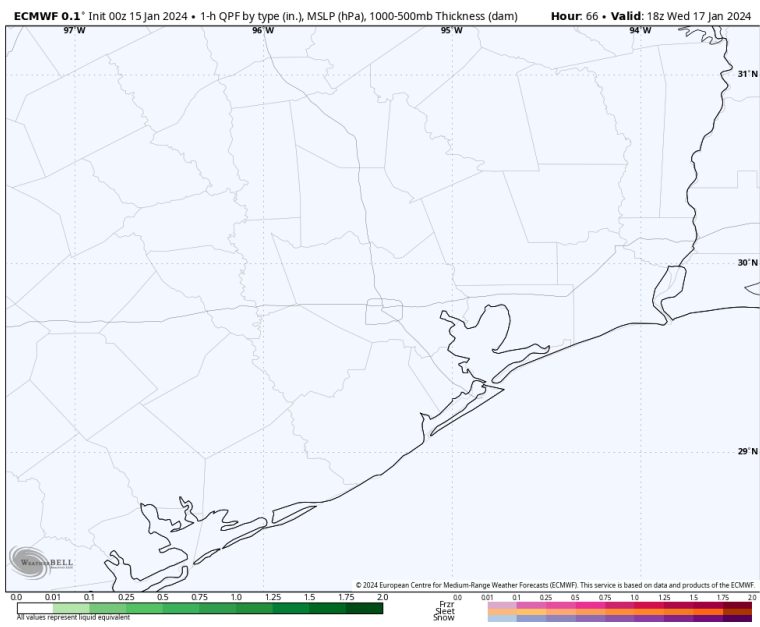 ECMWF 0.1° Init 00z 15 Jan 2024 • 1-h QPF by type (in.), MSLP (hPa), 1000-500mb Thickness (dam) Hour: 66 • Valid: 18z Wed 17 Jan 2024
97°W 96°W 95°W 94°W
31°N
30°N
29°N
WeatherBELL
© 2024 European Centre for Medium-Range Weather Forecasts (ECMWF). This service is based on data and products of the ECMWF.
0.0 0.01 0.1 0.25 0.5 0.75 1.0 1.25 1.5 1.75 2.0
0.0 0.01 0.1 0.25 0.5 0.75 1.0 1.25 1.5 1.75 2.0
Frzr
Sleet
Snow
All values represent liquid equivalent